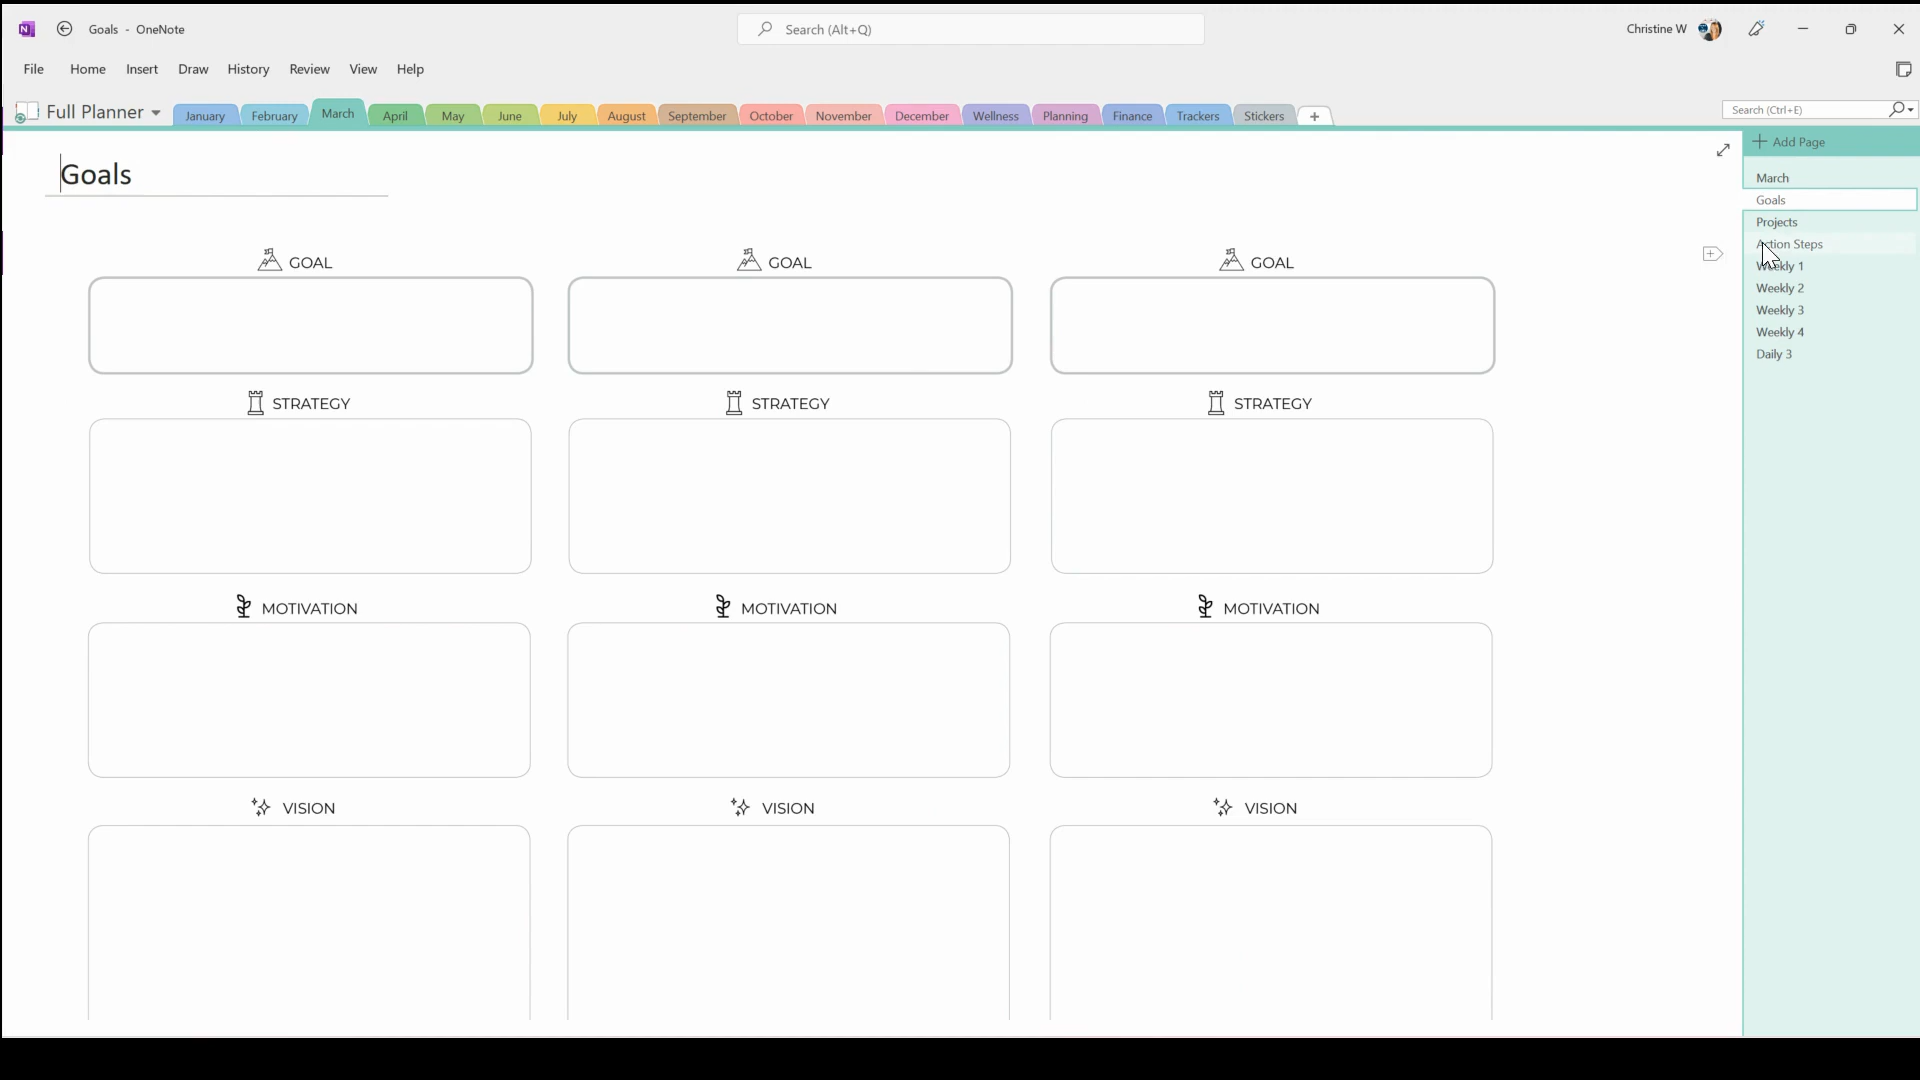 Goals - OneNote
Search (Alt+Q)
Christine W
File Home Insert Draw History Review View Help
Full Planner
January February March April May June July August September October November December Wellness Planning Finance Trackers Stickers +
Search (Ctrl+E)
Add Page
Goals
March
Goals
Projects
Action Steps
Weekly 1
Weekly 2
Weekly 3
Weekly 4
Daily 3
GOAL GOAL GOAL
STRATEGY STRATEGY STRATEGY
MOTIVATION MOTIVATION MOTIVATION
VISION VISION VISION